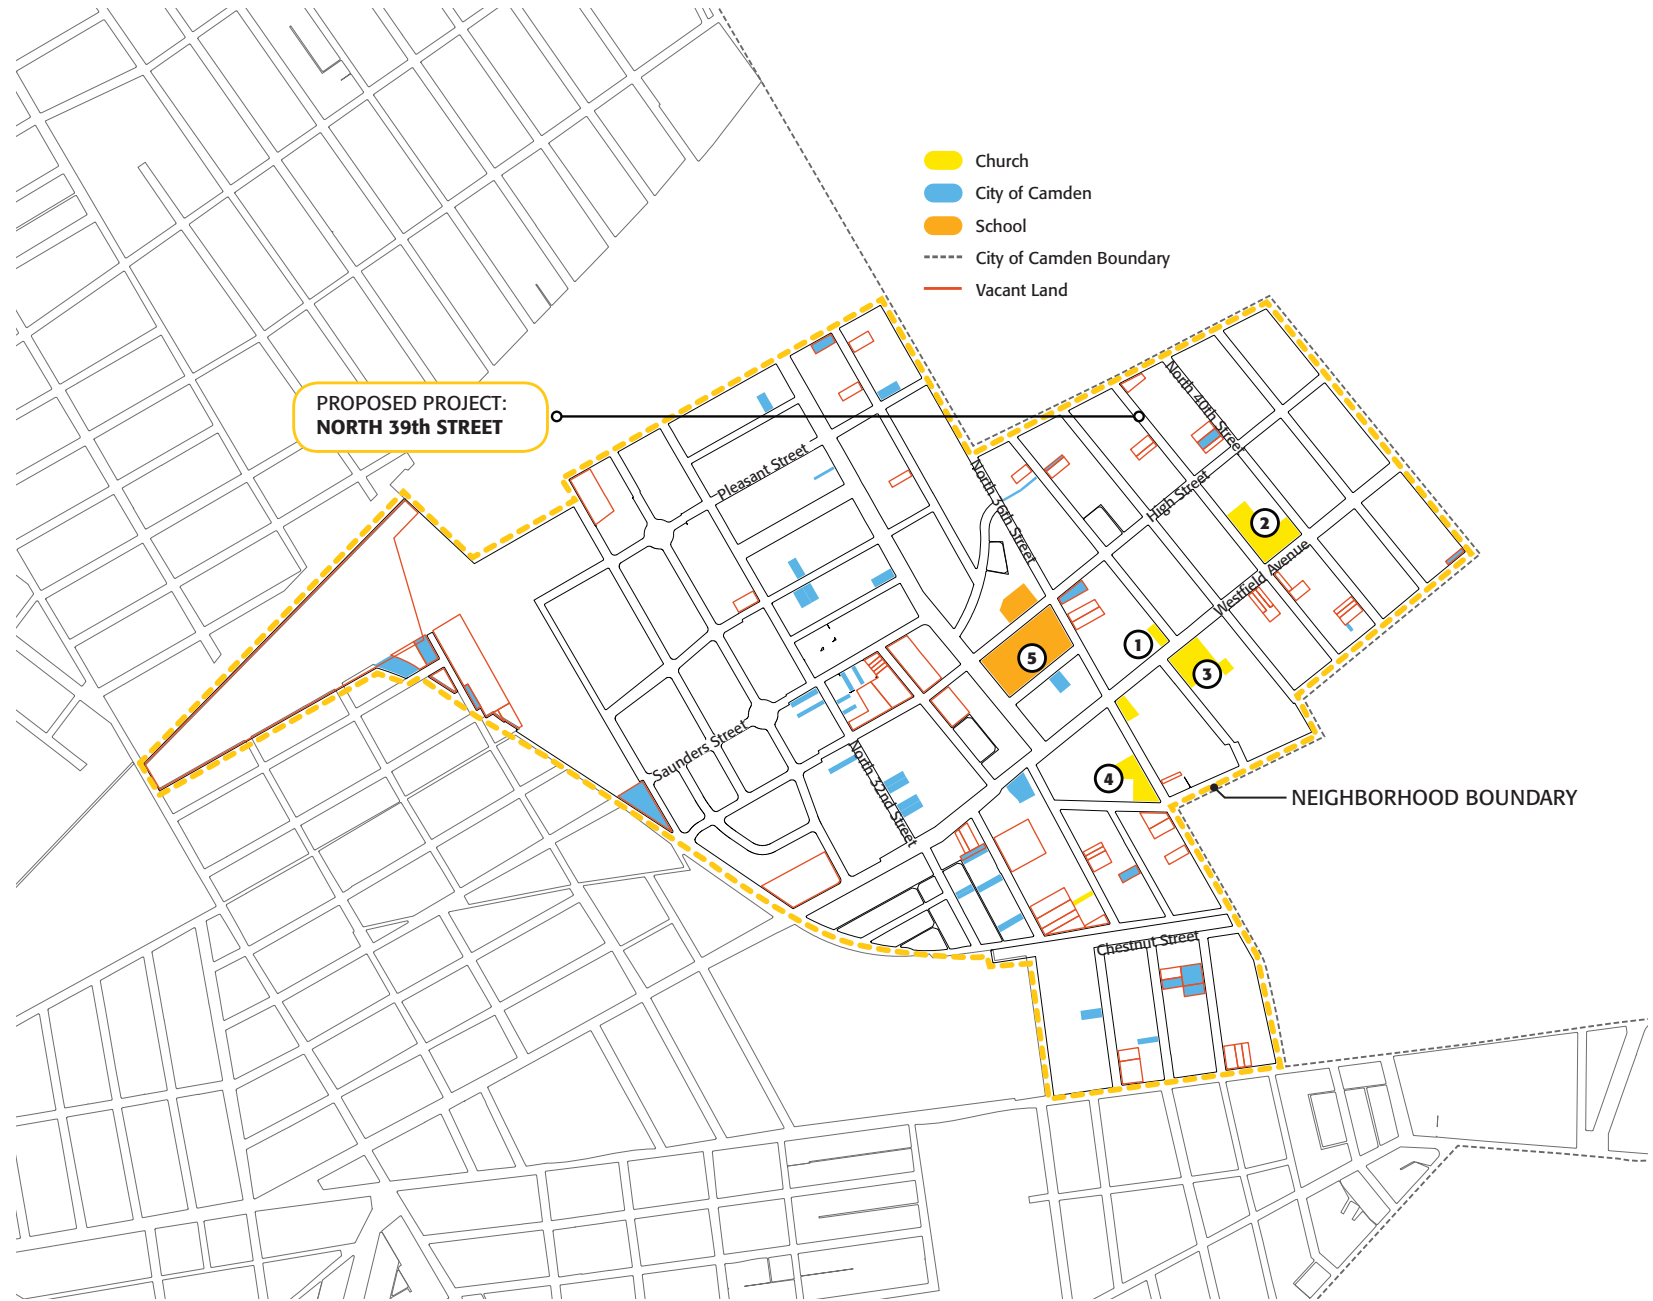 Church
City of Camden
School
City of Camden Boundary
Vacant Land
PROPOSED PROJECT:
NORTH 39th STREET
North 40th Street
Pleasant Street
North 36th Street
High Street
2
Westfield Avenue
1
5
3
Saunders Street
North 32nd Street
4
NEIGHBORHOOD BOUNDARY
Chestnut Street